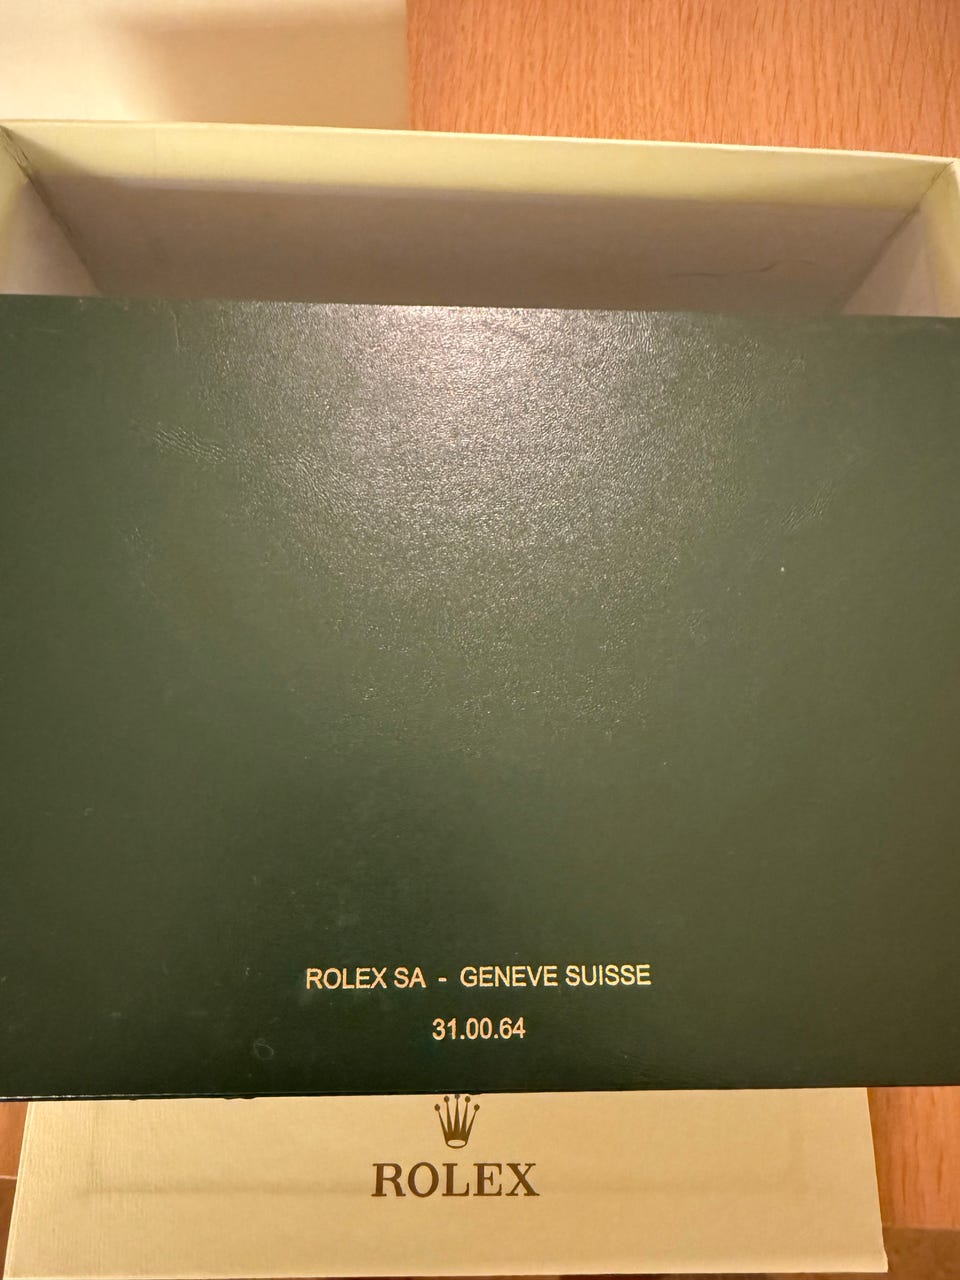 ROLEX SA - GENEVE SUISSE
31.00.64
ROLEX